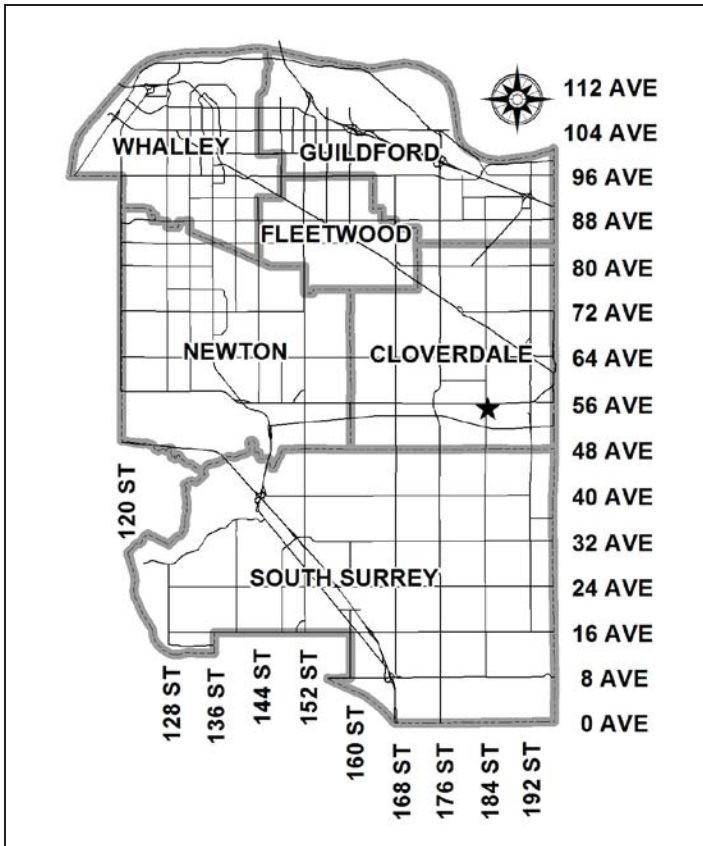 112 AVE
104 AVE
WHALLEY
GUILDFORD
96 AVE
88 AVE
FLEETWOOD
80 AVE
72 AVE
NEWTON
CLOVERDALE
64 AVE
56 AVE
48 AVE
120 ST
40 AVE
32 AVE
SOUTH SURREY
24 AVE
16 AVE
8 AVE
0 AVE
128 ST
136 ST
144 ST
152 ST
160 ST
168 ST
176 ST
184 ST
192 ST